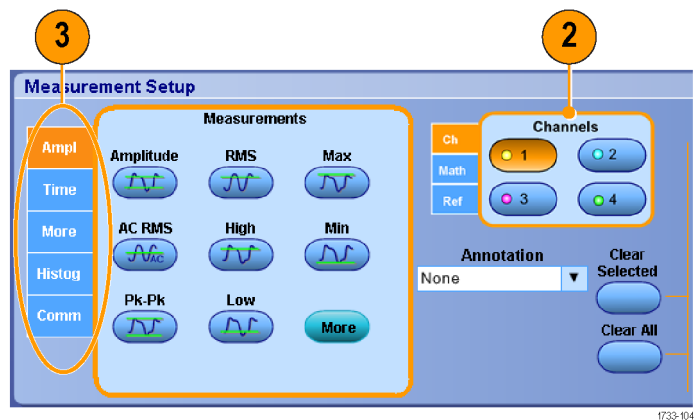 3
2
Measurement Setup
Ampl
Time
More
Histog
Comm
Measurements
Amplitude
RMS
Max
AC RMS
High
Min
AC
Pk-Pk
Low
More
Ch
Math
Ref
Channels
1
2
3
4
Annotation
None
Clear
Selected
Clear All
1733-104